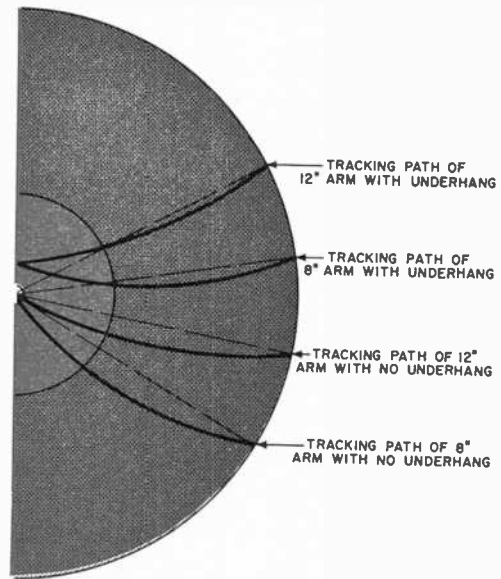 TRACKING PATH OF
12" ARM WITH UNDERHANG
TRACKING PATH OF
8" ARM WITH UNDERHANG
TRACKING PATH OF 12"
ARM WITH NO UNDERHANG
TRACKING PATH OF 8"
ARM WITH NO UNDERHANG